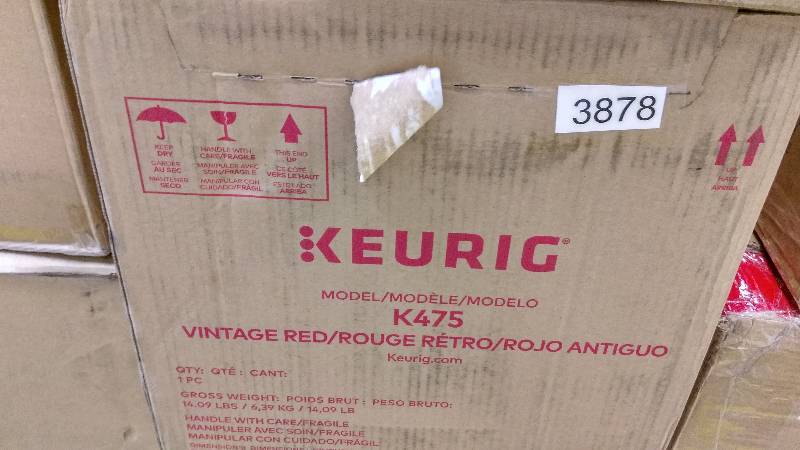 3878
KEEP
DRY
GARDER
AU SEC
MANTENER
SECO
HANDLE WITH
CARE/FRAGILE
MANIPULER AVEC
SOIN/FRAGILE
MANIPULAR CON
CUIDADO/FRÁGIL
THIS END
UP
CE CÔTÉ
VERS LE HAUT
ESTE LADO
ARRIBA
UP
HAUT
ARRIBA
KEURIG®
MODEL/MODÈLE/MODELO
K475
VINTAGE RED/ROUGE RÉTRO/ROJO ANTIGUO
Keurig.com
QTY: QTÉ : CANT:
1 PC
GROSS WEIGHT: POIDS BRUT : PESO BRUTO:
14.09 LBS / 6,39 KG / 14,09 LB
HANDLE WITH CARE/FRAGILE
MANIPULER AVEC SOIN/FRAGILE
MANIPULAR CON CUIDADO/FRÁGIL